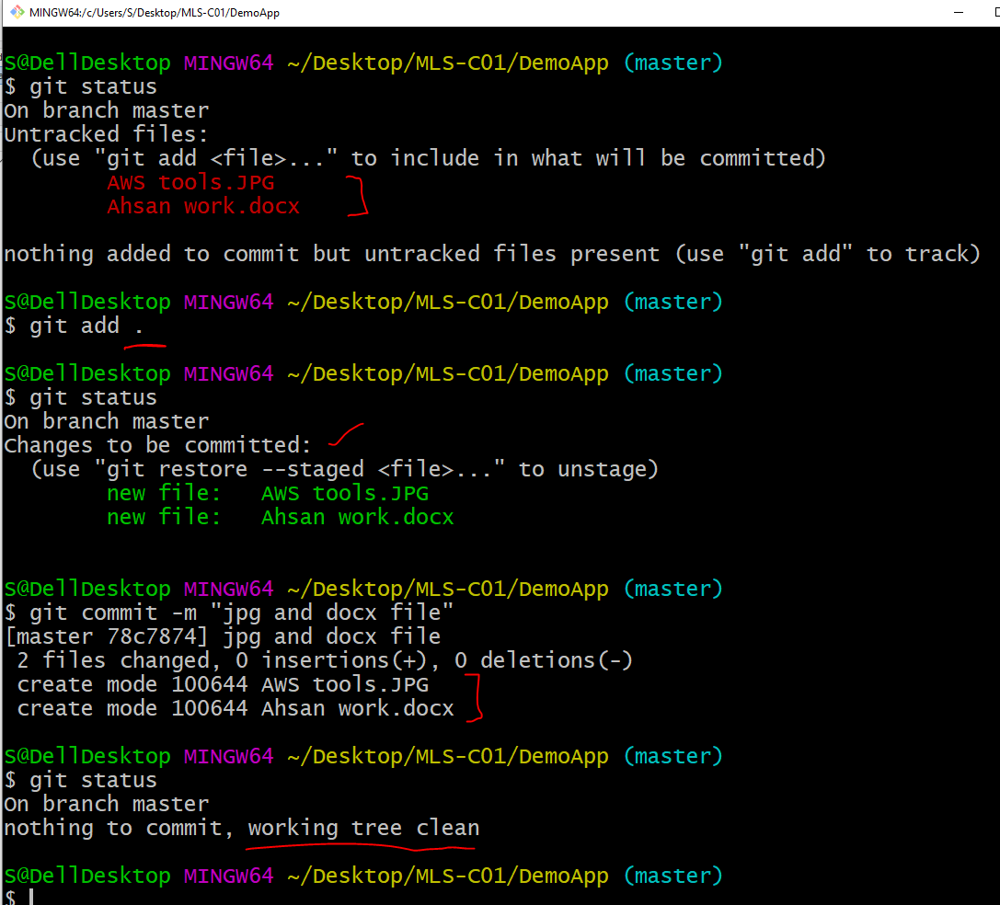 MINGW64:/c/Users/S/Desktop/MLS-C01/DemoApp
S@DellDesktop MINGW64 ~/Desktop/MLS-C01/DemoApp (master)
$ git status
On branch master
Untracked files:
  (use "git add <file>..." to include in what will be committed)
        AWS tools.JPG
        Ahsan work.docx
nothing added to commit but untracked files present (use "git add" to track)
S@DellDesktop MINGW64 ~/Desktop/MLS-C01/DemoApp (master)
$ git add .
S@DellDesktop MINGW64 ~/Desktop/MLS-C01/DemoApp (master)
$ git status
On branch master
Changes to be committed:
  (use "git restore --staged <file>..." to unstage)
        new file:   AWS tools.JPG
        new file:   Ahsan work.docx
S@DellDesktop MINGW64 ~/Desktop/MLS-C01/DemoApp (master)
$ git commit -m "jpg and docx file"
[master 78c7874] jpg and docx file
 2 files changed, 0 insertions(+), 0 deletions(-)
 create mode 100644 AWS tools.JPG
 create mode 100644 Ahsan work.docx
S@DellDesktop MINGW64 ~/Desktop/MLS-C01/DemoApp (master)
$ git status
On branch master
nothing to commit, working tree clean
S@DellDesktop MINGW64 ~/Desktop/MLS-C01/DemoApp (master)
$